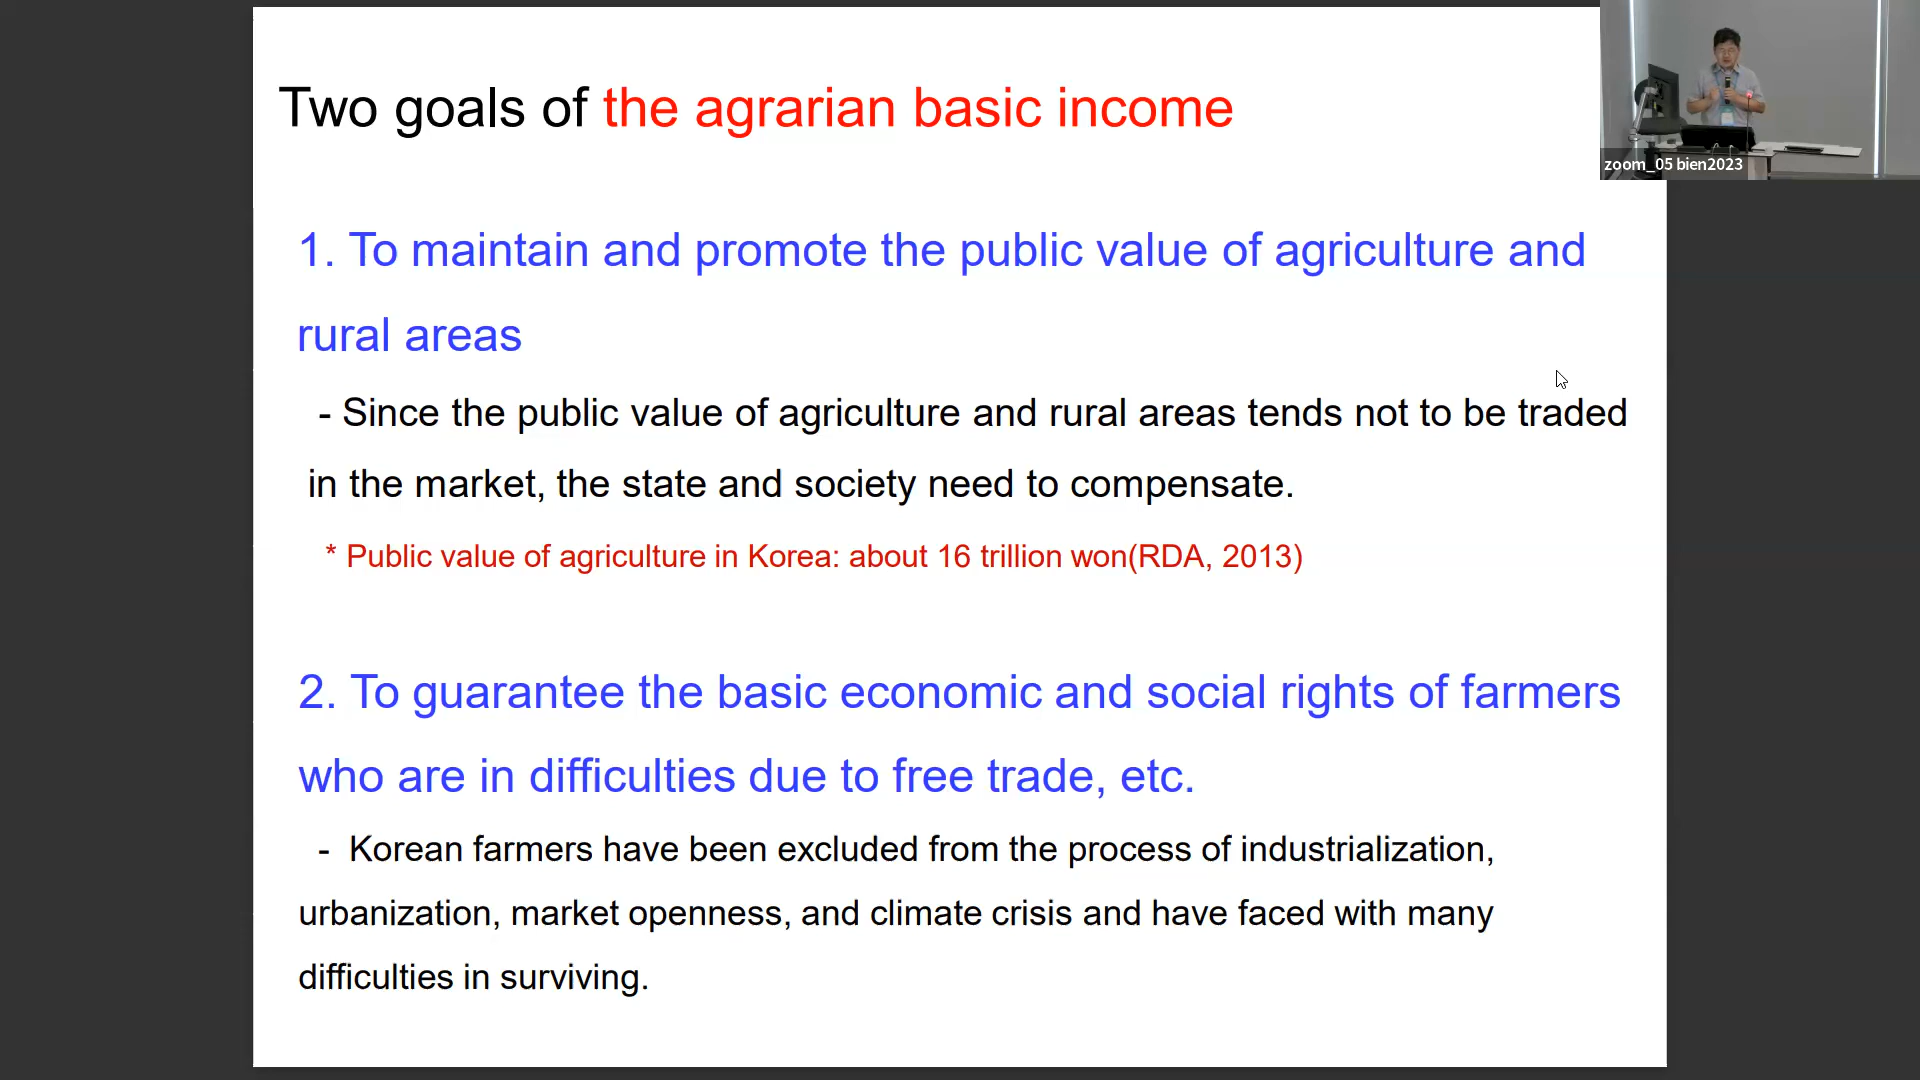 Two goals of the agrarian basic income
zoom_05 bien2023
1. To maintain and promote the public value of agriculture and
rural areas
- Since the public value of agriculture and rural areas tends not to be traded
in the market, the state and society need to compensate.
* Public value of agriculture in Korea: about 16 trillion won(RDA, 2013)
2. To guarantee the basic economic and social rights of farmers
who are in difficulties due to free trade, etc.
- Korean farmers have been excluded from the process of industrialization,
urbanization, market openness, and climate crisis and have faced with many
difficulties in surviving.